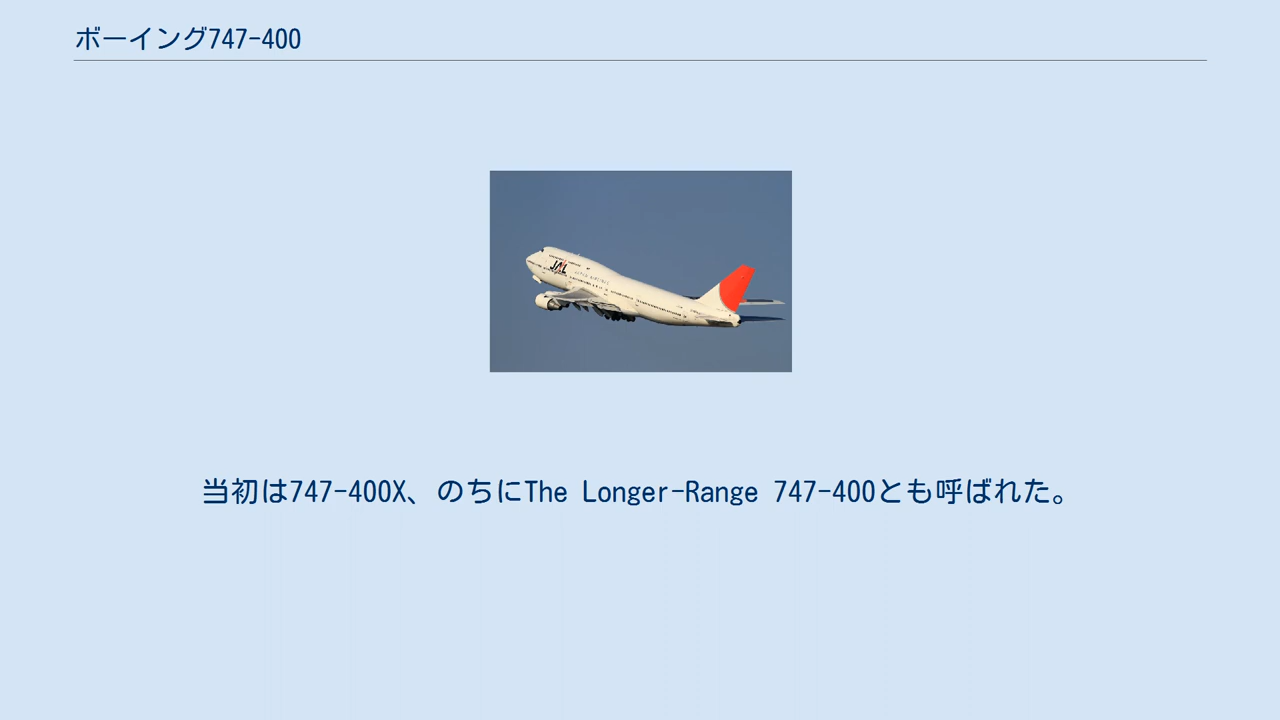 ボーイング747-400
JAL
当初は747-400X、のちにThe Longer-Range 747-400とも呼ばれた。